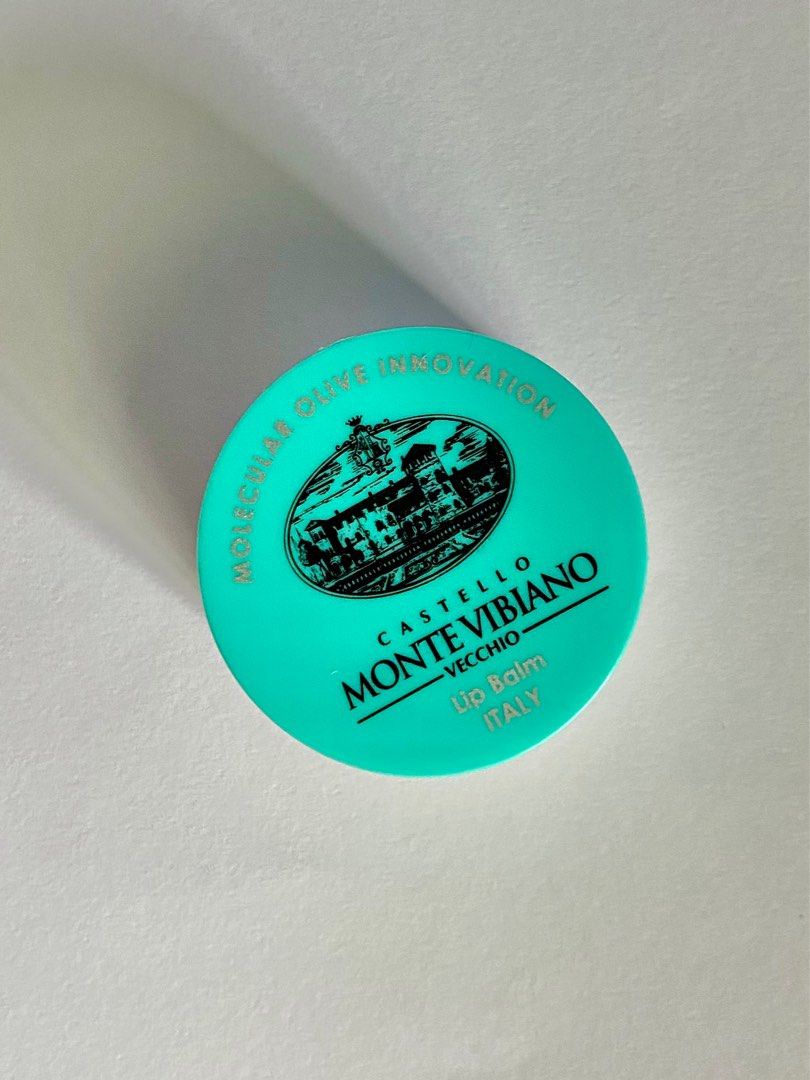 MOLECULAR OLIVE INNOVATION
CASTELLO
MONTE VIBIANO
VECCHIO
Lip Balm
ITALY